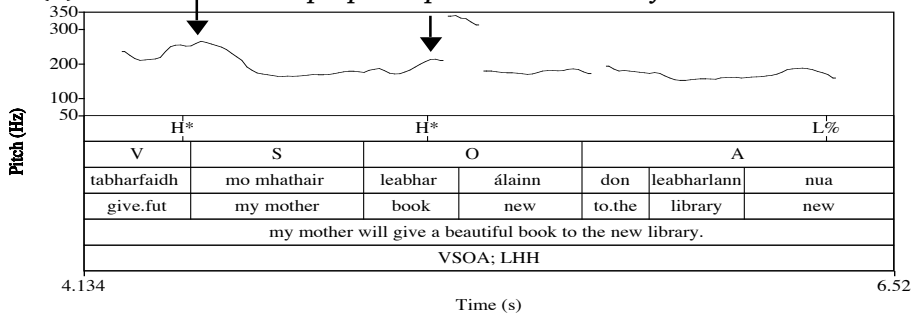 350
300
200
100
50
Pitch (Hz)
H* H* L%
V S O A
tabharfaidh mo mhathair leabhar álainn don leabharlann nua
give.fut my mother book new to.the library new
my mother will give a beautiful book to the new library.
VSOA; LHH
4.134 6.52
Time (s)